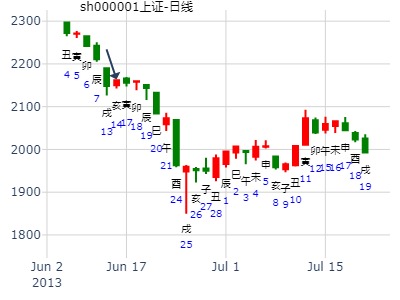 sh000001上证-日线
2300
2200
2100
2000
1900
1800
丑
4
寅
5
卯
6
辰
7
戌
13
亥
14
寅
17
卯
18
辰
19
巳
20
午
21
酉
24
戌
25
亥
26
子
27
丑
28
辰
1
巳
2
午
3
未
4
申
5
亥
8
子
9
丑
10
寅
11
卯
12
午
15
未
16
申
17
酉
18
戌
19
Jun 2
2013
Jun 17
Jul 1
Jul 15